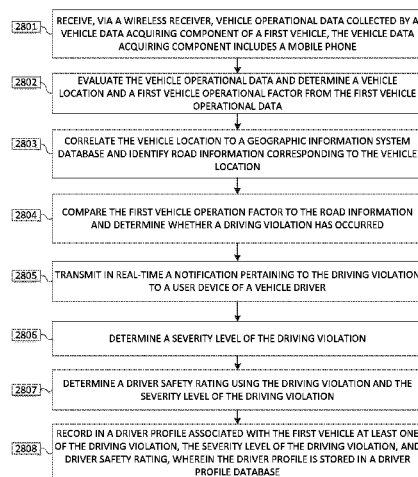 2801
RECEIVE, VIA A WIRELESS RECEIVER, VEHICLE OPERATIONAL DATA COLLECTED BY A
VEHICLE DATA ACQUIRING COMPONENT OF A FIRST VEHICLE, THE VEHICLE DATA
ACQUIRING COMPONENT INCLUDES A MOBILE PHONE
2802
EVALUATE THE VEHICLE OPERATIONAL DATA AND DETERMINE A VEHICLE
LOCATION AND A FIRST VEHICLE OPERATIONAL FACTOR FROM THE FIRST VEHICLE
OPERATIONAL DATA
2803
CORRELATE THE VEHICLE LOCATION TO A GEOGRAPHIC INFORMATION SYSTEM
DATABASE AND IDENTIFY ROAD INFORMATION CORRESPONDING TO THE VEHICLE
LOCATION
2804
COMPARE THE FIRST VEHICLE OPERATION FACTOR TO THE ROAD INFORMATION
AND DETERMINE WHETHER A DRIVING VIOLATION HAS OCCURRED
2805
TRANSMIT IN REAL-TIME A NOTIFICATION PERTAINING TO THE DRIVING VIOLATION
TO A USER DEVICE OF A VEHICLE DRIVER
2806
DETERMINE A SEVERITY LEVEL OF THE DRIVING VIOLATION
2807
DETERMINE A DRIVER SAFETY RATING USING THE DRIVING VIOLATION AND THE
SEVERITY LEVEL OF THE DRIVING VIOLATION
2808
RECORD IN A DRIVER PROFILE ASSOCIATED WITH THE FIRST VEHICLE AT LEAST ONE
OF THE DRIVING VIOLATION, THE SEVERITY LEVEL OF THE DRIVING VIOLATION, AND
DRIVER SAFETY RATING, WHEREIN THE DRIVER PROFILE IS STORED IN A DRIVER
PROFILE DATABASE